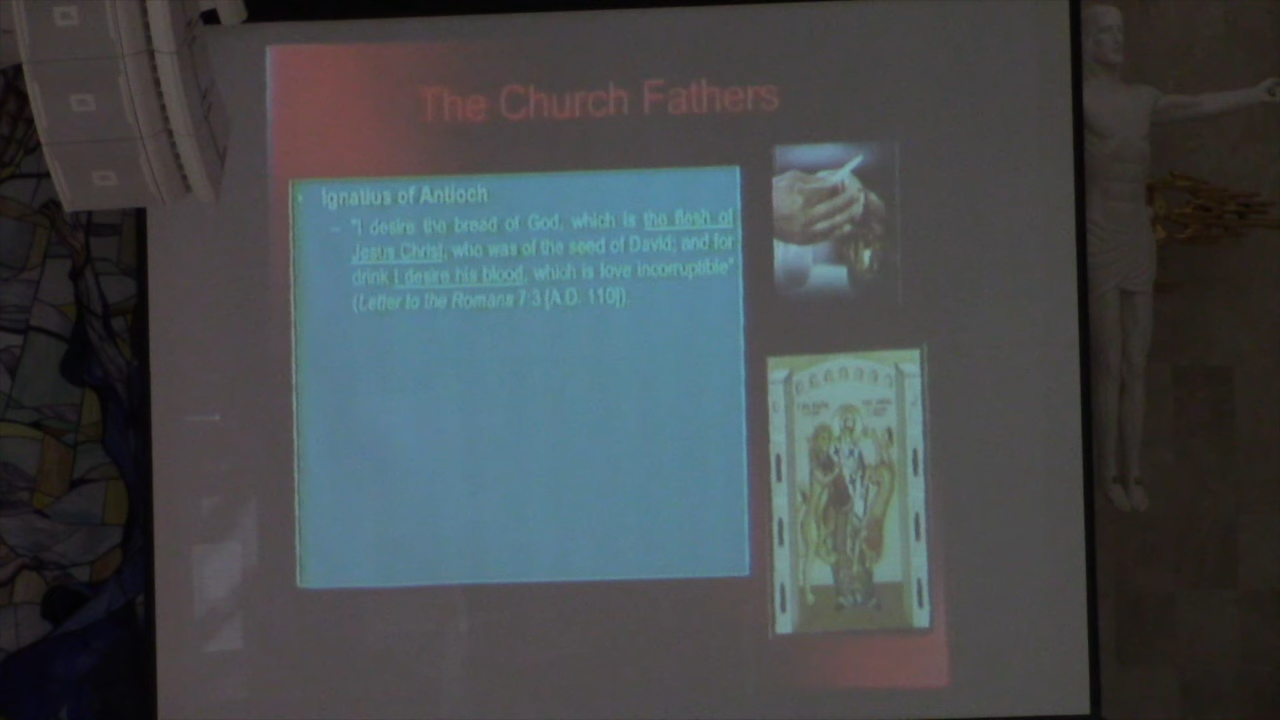 The Church Fathers
• Ignatius of Antioch
– "I desire the bread of God, which is the flesh of
Jesus Christ, who was of the seed of David; and for
drink I desire his blood, which is love incorruptible"
(Letter to the Romans 7:3 [A.D. 110]).